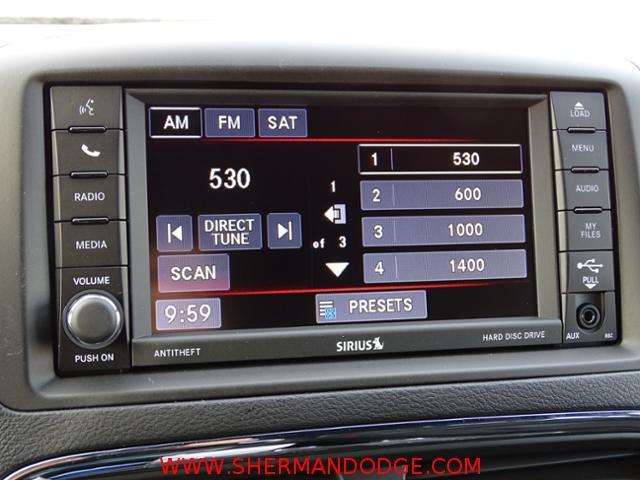 AM FM SAT
530
1
of 3
DIRECT
TUNE
SCAN
9:59
1 530
2 600
3 1000
4 1400
PRESETS
RADIO
MEDIA
VOLUME
PUSH ON
ANTITHEFT
SIRIUS
HARD DISC DRIVE
LOAD
MENU
AUDIO
MY
FILES
PULL
AUX
WWW.SHERMANDODGE.COM